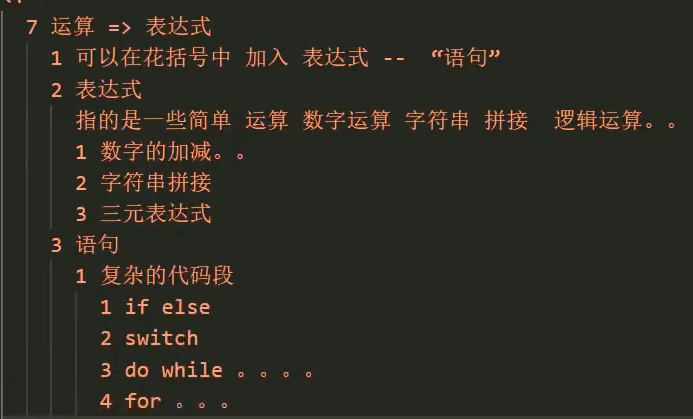 7 运算 => 表达式
1 可以在花括号中 加入 表达式 -- “语句”
2 表达式
指的是一些简单 运算 数字运算 字符串 拼接 逻辑运算。。
1 数字的加减。。
2 字符串拼接
3 三元表达式
3 语句
1 复杂的代码段
1 if else
2 switch
3 do while 。。。。
4 for 。。。